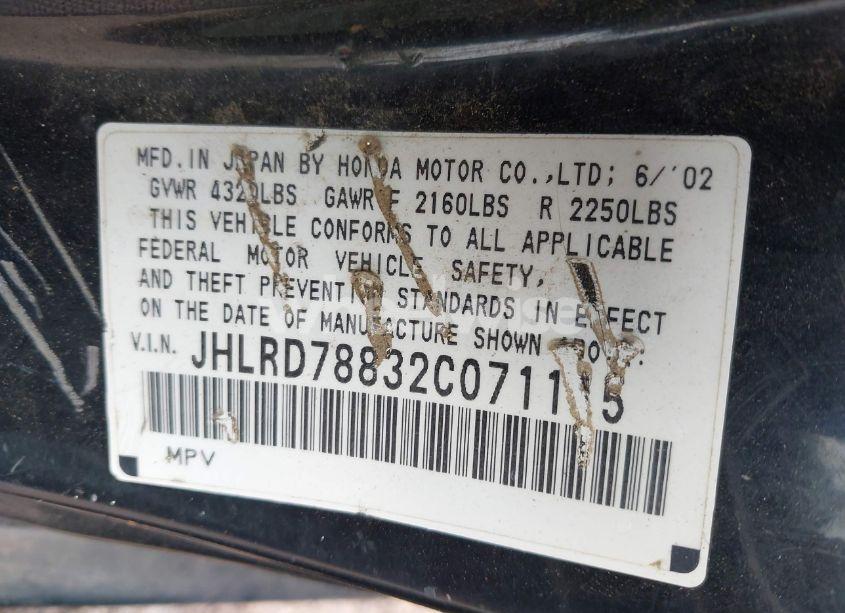 MFD. IN JAPAN BY HONDA MOTOR CO.,LTD; 6/'02
GVWR 4320LBS GAWR F 2160LBS R 2250LBS
THIS VEHICLE CONFORMS TO ALL APPLICABLE
FEDERAL MOTOR VEHICLE SAFETY,
AND THEFT PREVENTION STANDARDS IN EFFECT
ON THE DATE OF MANUFACTURE SHOWN ABOVE.
V.I.N.
MPV